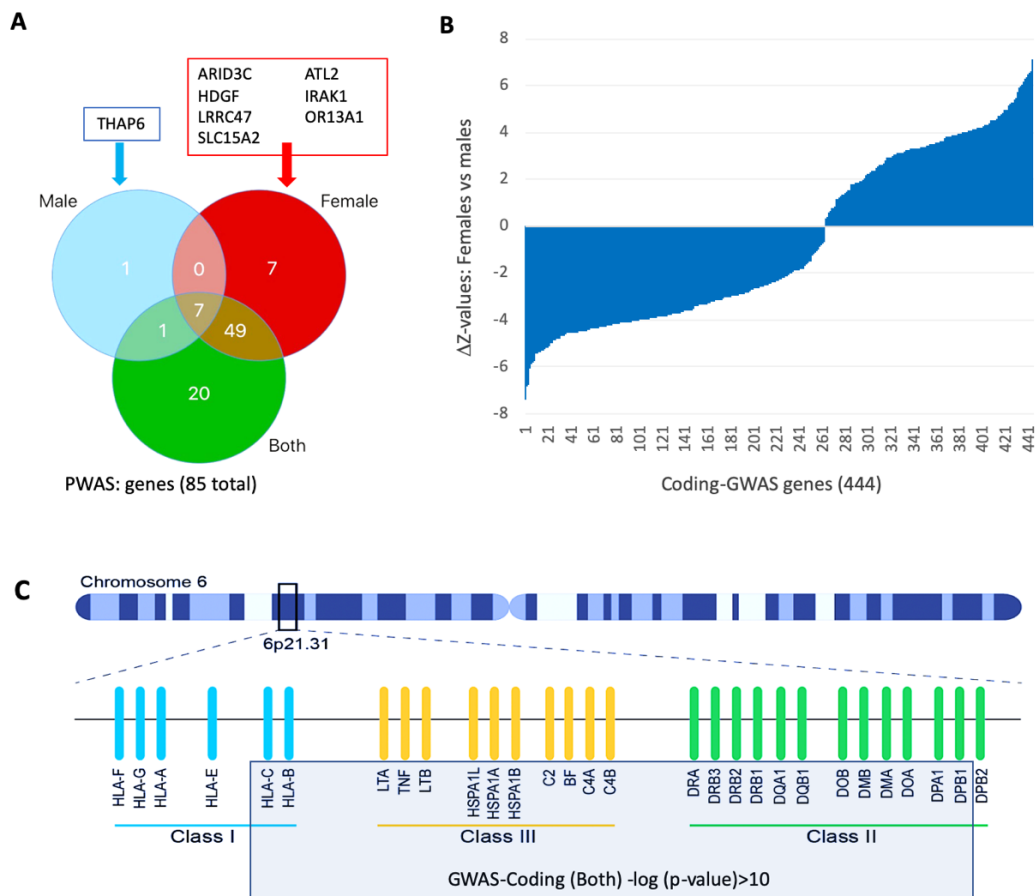 A
THAP6
ARID3C ATL2
HDGF IRAK1
LRRC47 OR13A1
SLC15A2
Male
Female
1
0
7
7
1
49
20
Both
PWAS: genes (85 total)
B
ΔZ-values: Females vs males
8
6
4
2
0
-2
-4
-6
-8
1
21
41
61
81
101
121
141
161
181
201
221
241
261
281
301
321
341
361
381
401
421
441
Coding-GWAS genes (444)
C
Chromosome 6
6p21.31
HLA-F
HLA-G
HLA-A
HLA-E
HLA-C
HLA-B
LTA
TNF
LTB
HSPA1L
HSPA1A
HSPA1B
C2
BF
C4A
C4B
DRA
DRB3
DRB2
DRB1
DQA1
DQB1
DOB
DMB
DMA
DOA
DPA1
DPB1
DPB2
Class I
Class III
Class II
GWAS-Coding (Both) -log (p-value)>10